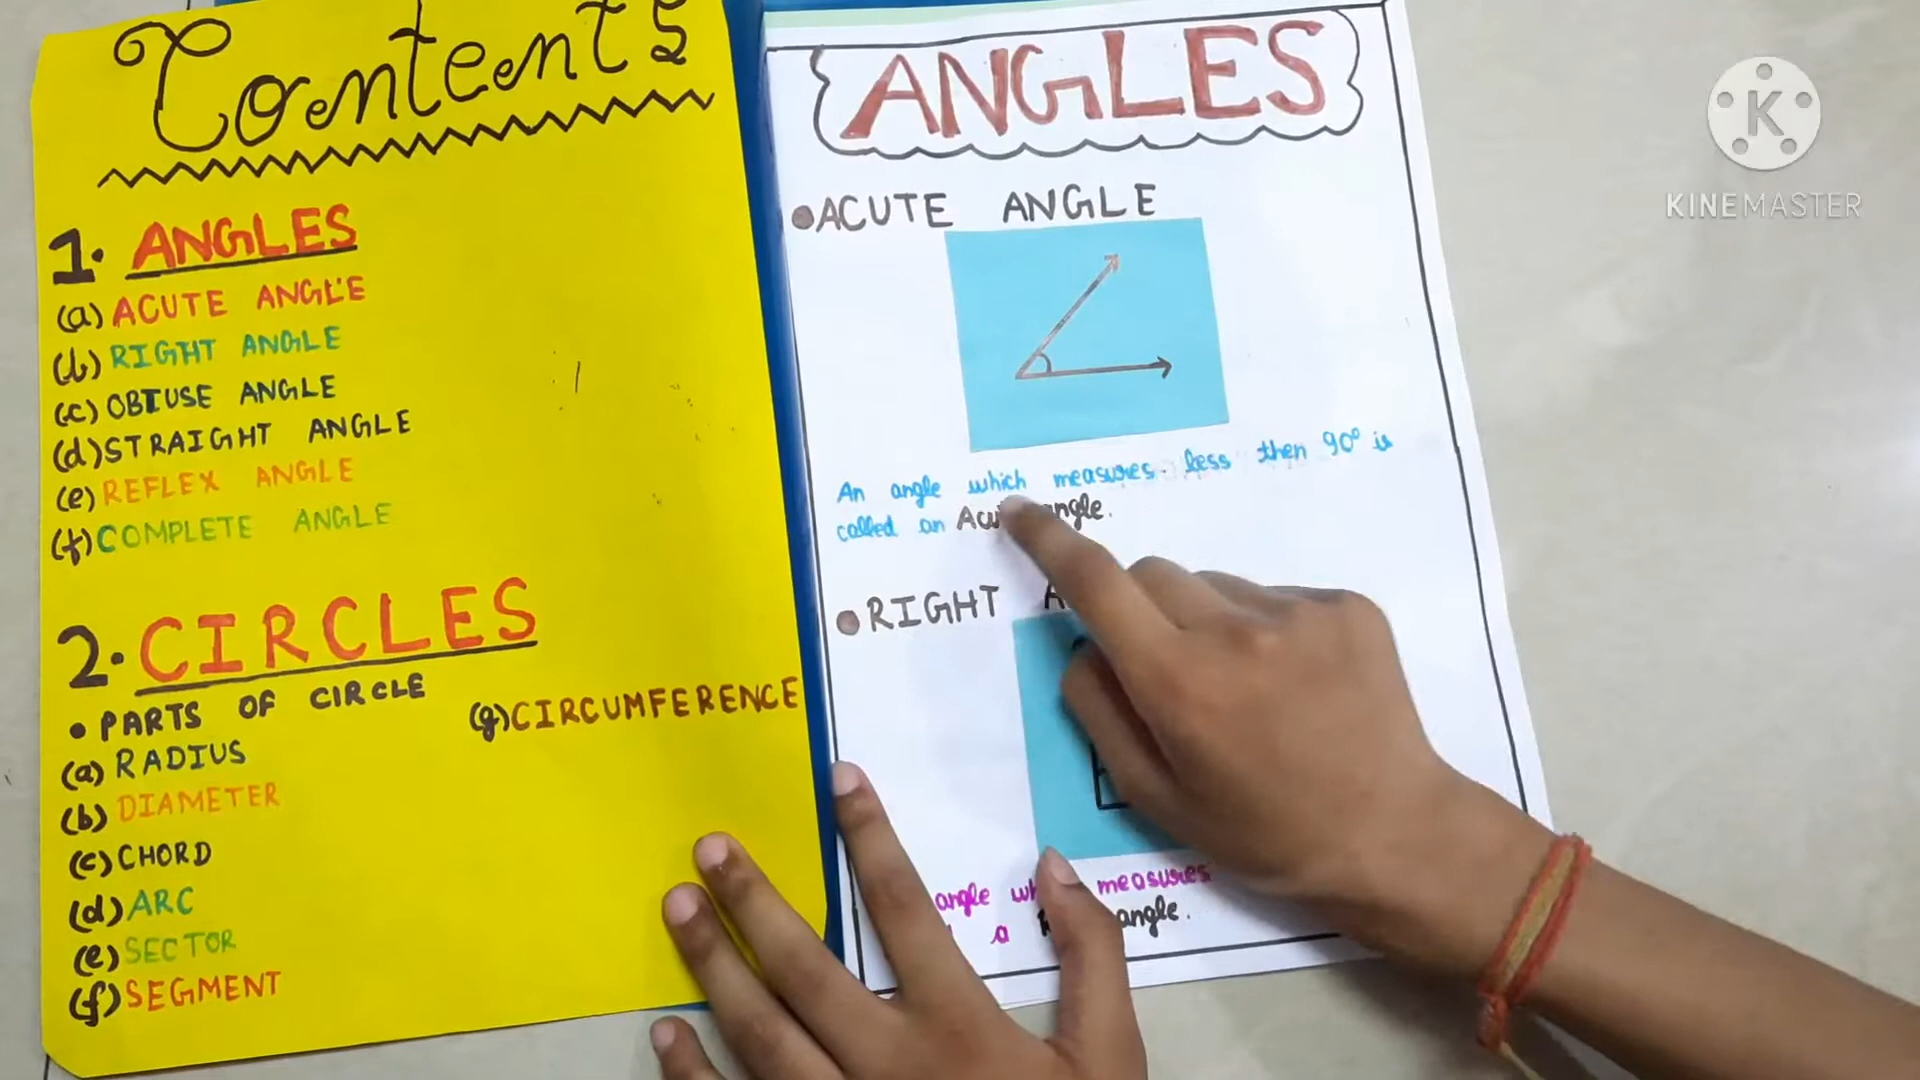 Contents
1. ANGLES
(a) ACUTE ANGLE
(b) RIGHT ANGLE
(c) OBTUSE ANGLE
(d) STRAIGHT ANGLE
(e) REFLEX ANGLE
(f) COMPLETE ANGLE
2. CIRCLES
• PARTS OF CIRCLE
(a) RADIUS
(b) DIAMETER
(c) CHORD
(d) ARC
(e) SECTOR
(f) SEGMENT
(g) CIRCUMFERENCE
ANGLES
• ACUTE ANGLE
An angle which measures less then 90° is
called an angle.
• RIGHT
angle measures
a angle.
K
KINEMASTER